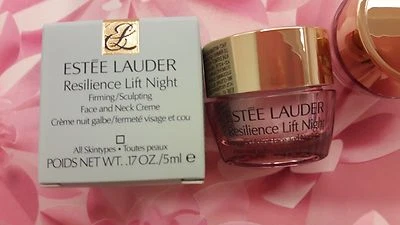 ESTĒE LAUDER
Resilience Lift Night
Firming/Sculpting
Face and Neck Creme
Crème nuit galbe/fermeté visage et cou
All Skintypes • Toutes peaux
POIDS NET WT. .17 OZ./5ml e
ESTĒE LAUDER
Resilience Lift Night